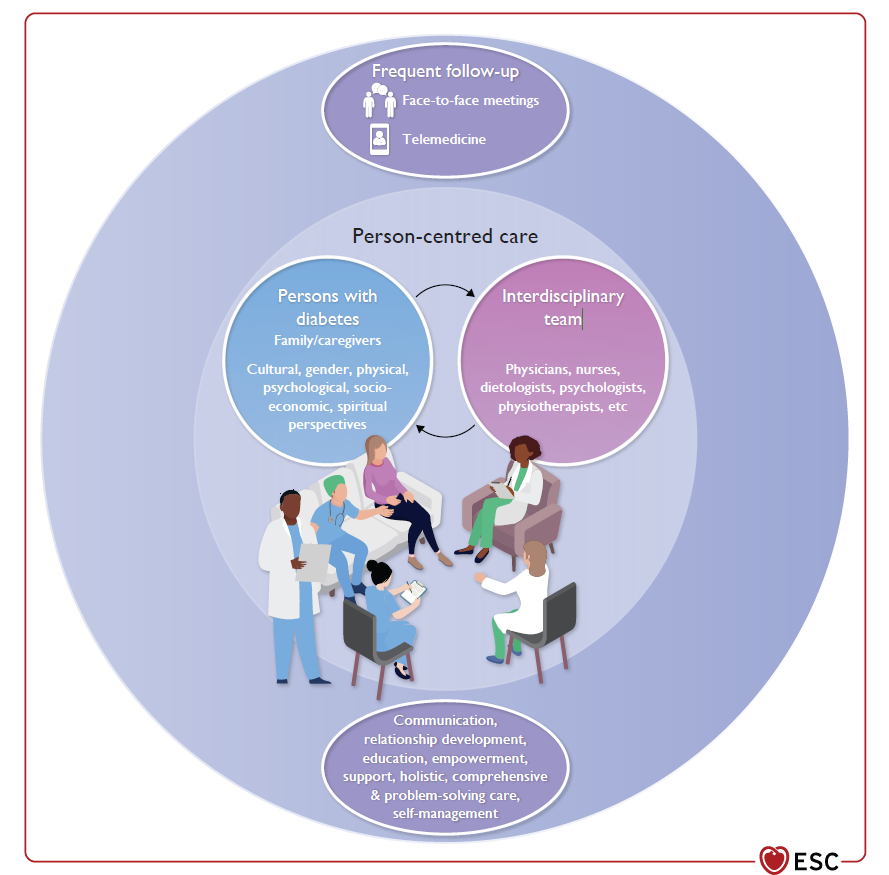 Frequent follow-up
Face-to-face meetings
Telemedicine
Person-centred care
Persons with
diabetes
Family/caregivers
Cultural, gender, physical,
psychological, socio-
economic, spiritual
perspectives
Interdisciplinary
team
Physicians, nurses,
dietologists, psychologists,
physiotherapists, etc
Communication,
relationship development,
education, empowerment,
support, holistic, comprehensive
& problem-solving care,
self-management
ESC